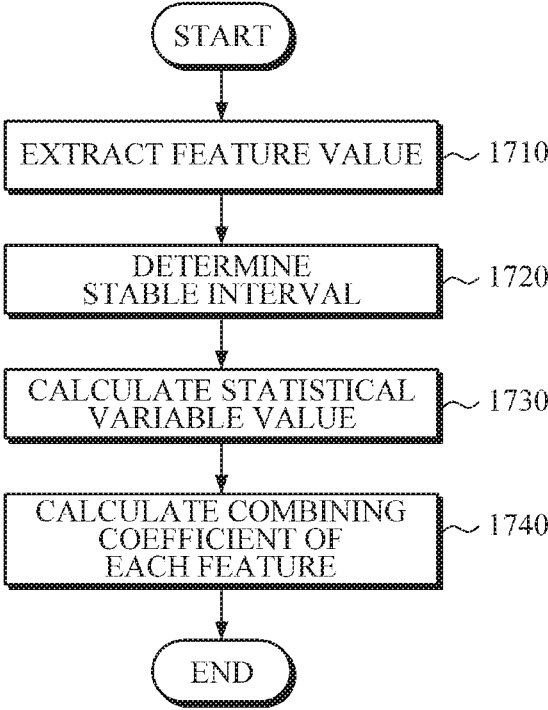 START
EXTRACT FEATURE VALUE
1710
DETERMINE
STABLE INTERVAL
1720
CALCULATE STATISTICAL
VARIABLE VALUE
1730
CALCULATE COMBINING
COEFFICIENT OF
EACH FEATURE
1740
END